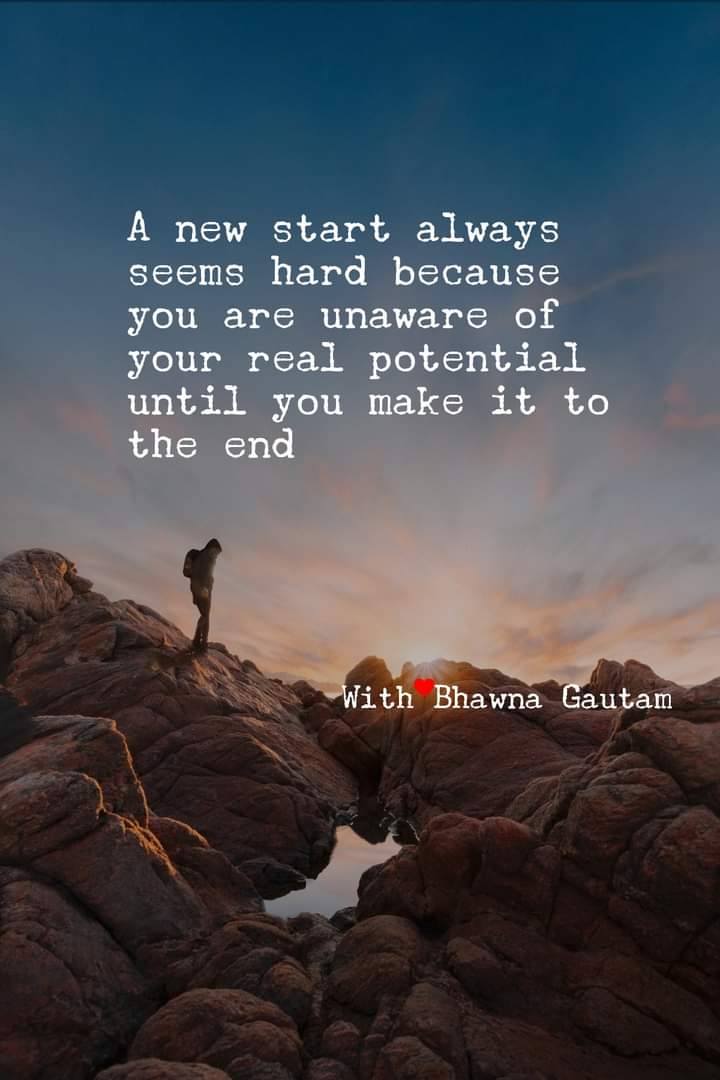 A new start always
seems hard because
you are unaware of
your real potential
until you make it to
the end
With❤Bhawna Gautam